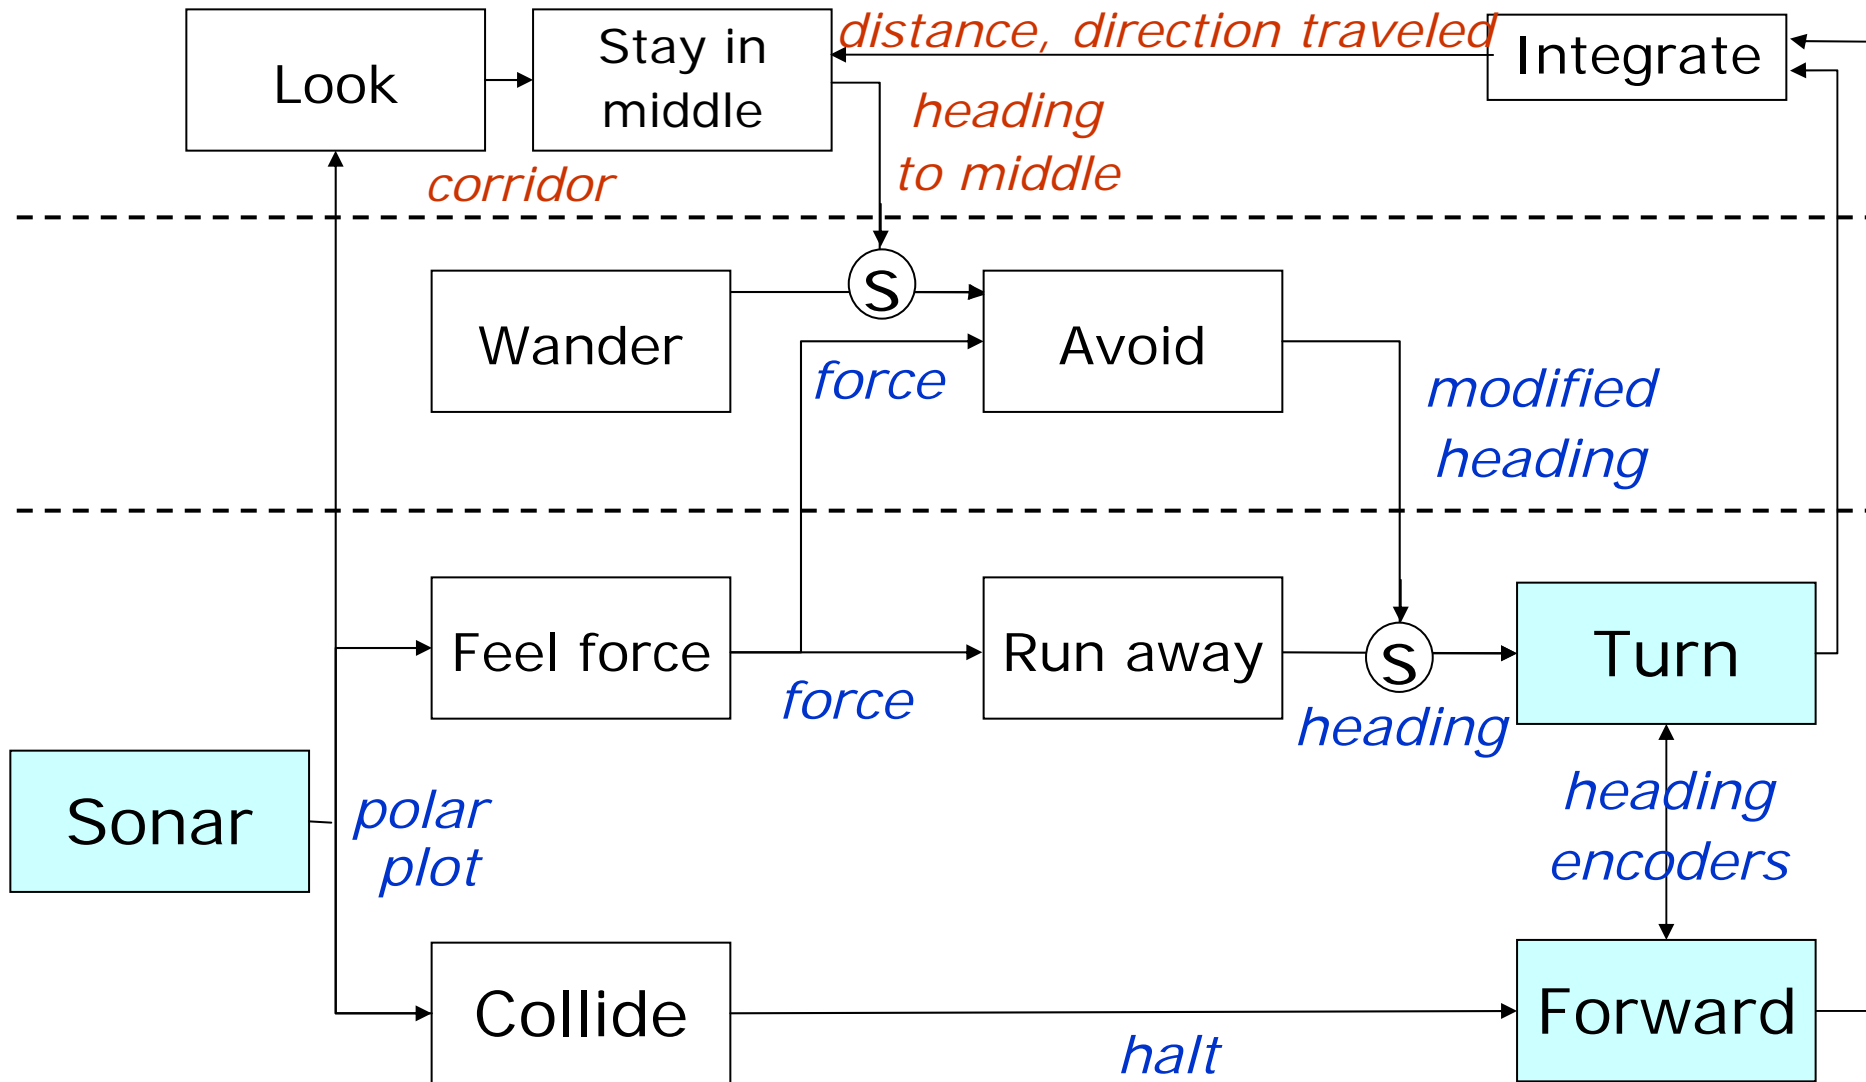 Look
Stay in
middle
distance, direction traveled
Integrate
heading
to middle
corridor
S
Wander
Avoid
force
modified
heading
Feel force
Run away
S
Turn
force
heading
Sonar
polar
plot
heading
encoders
Collide
Forward
halt